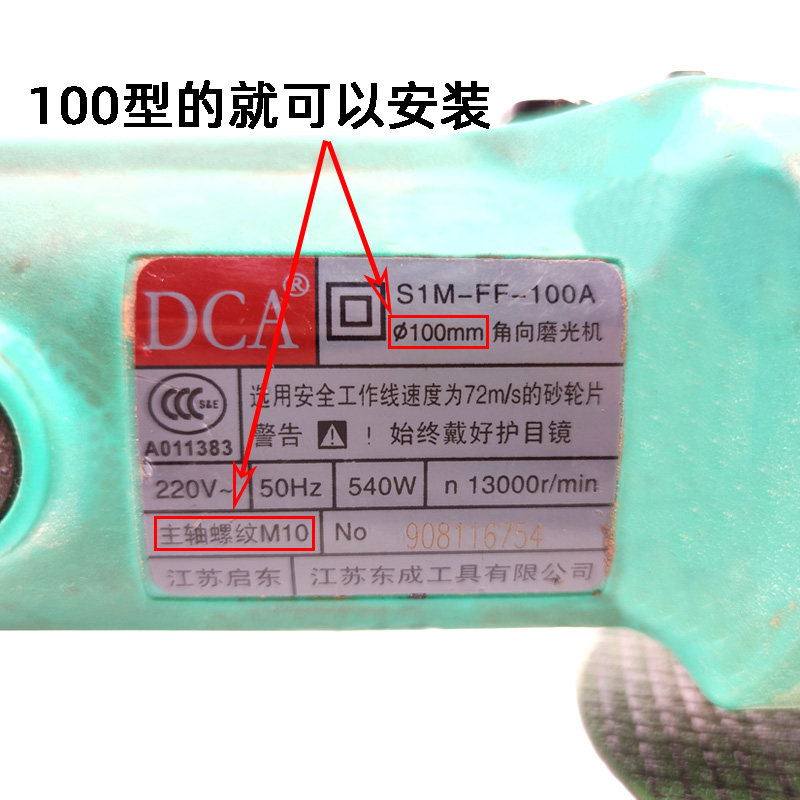 100型的就可以安装
DCA®
S1M-FF-100A
Ø100mm 角向磨光机
CCC S&E
A011383
选用安全工作线速度为72m/s的砂轮片
警告 ! 始终戴好护目镜
220V~ 50Hz 540W n 13000r/min
主轴螺纹M10 No 908116754
江苏启东 江苏东成工具有限公司